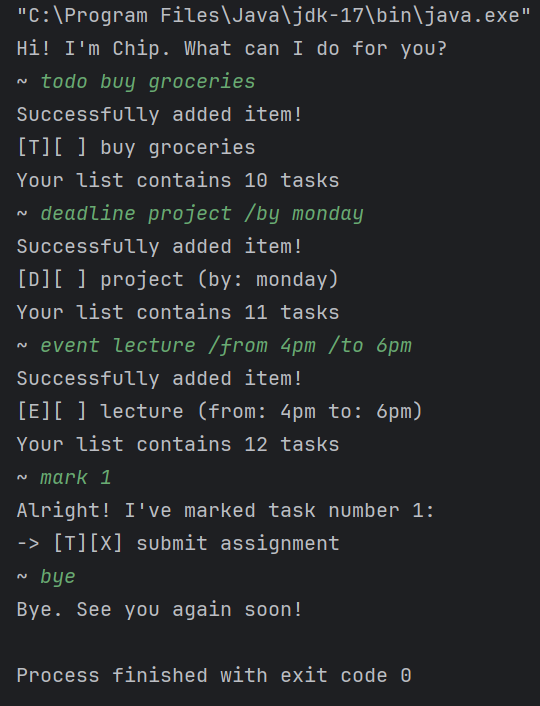 "C:\Program Files\Java\jdk-17\bin\java.exe"
Hi! I'm Chip. What can I do for you?
~ todo buy groceries
Successfully added item!
[T][ ] buy groceries
Your list contains 10 tasks
~ deadline project /by monday
Successfully added item!
[D][ ] project (by: monday)
Your list contains 11 tasks
~ event lecture /from 4pm /to 6pm
Successfully added item!
[E][ ] lecture (from: 4pm to: 6pm)
Your list contains 12 tasks
~ mark 1
Alright! I've marked task number 1:
-> [T][X] submit assignment
~ bye
Bye. See you again soon!
Process finished with exit code 0